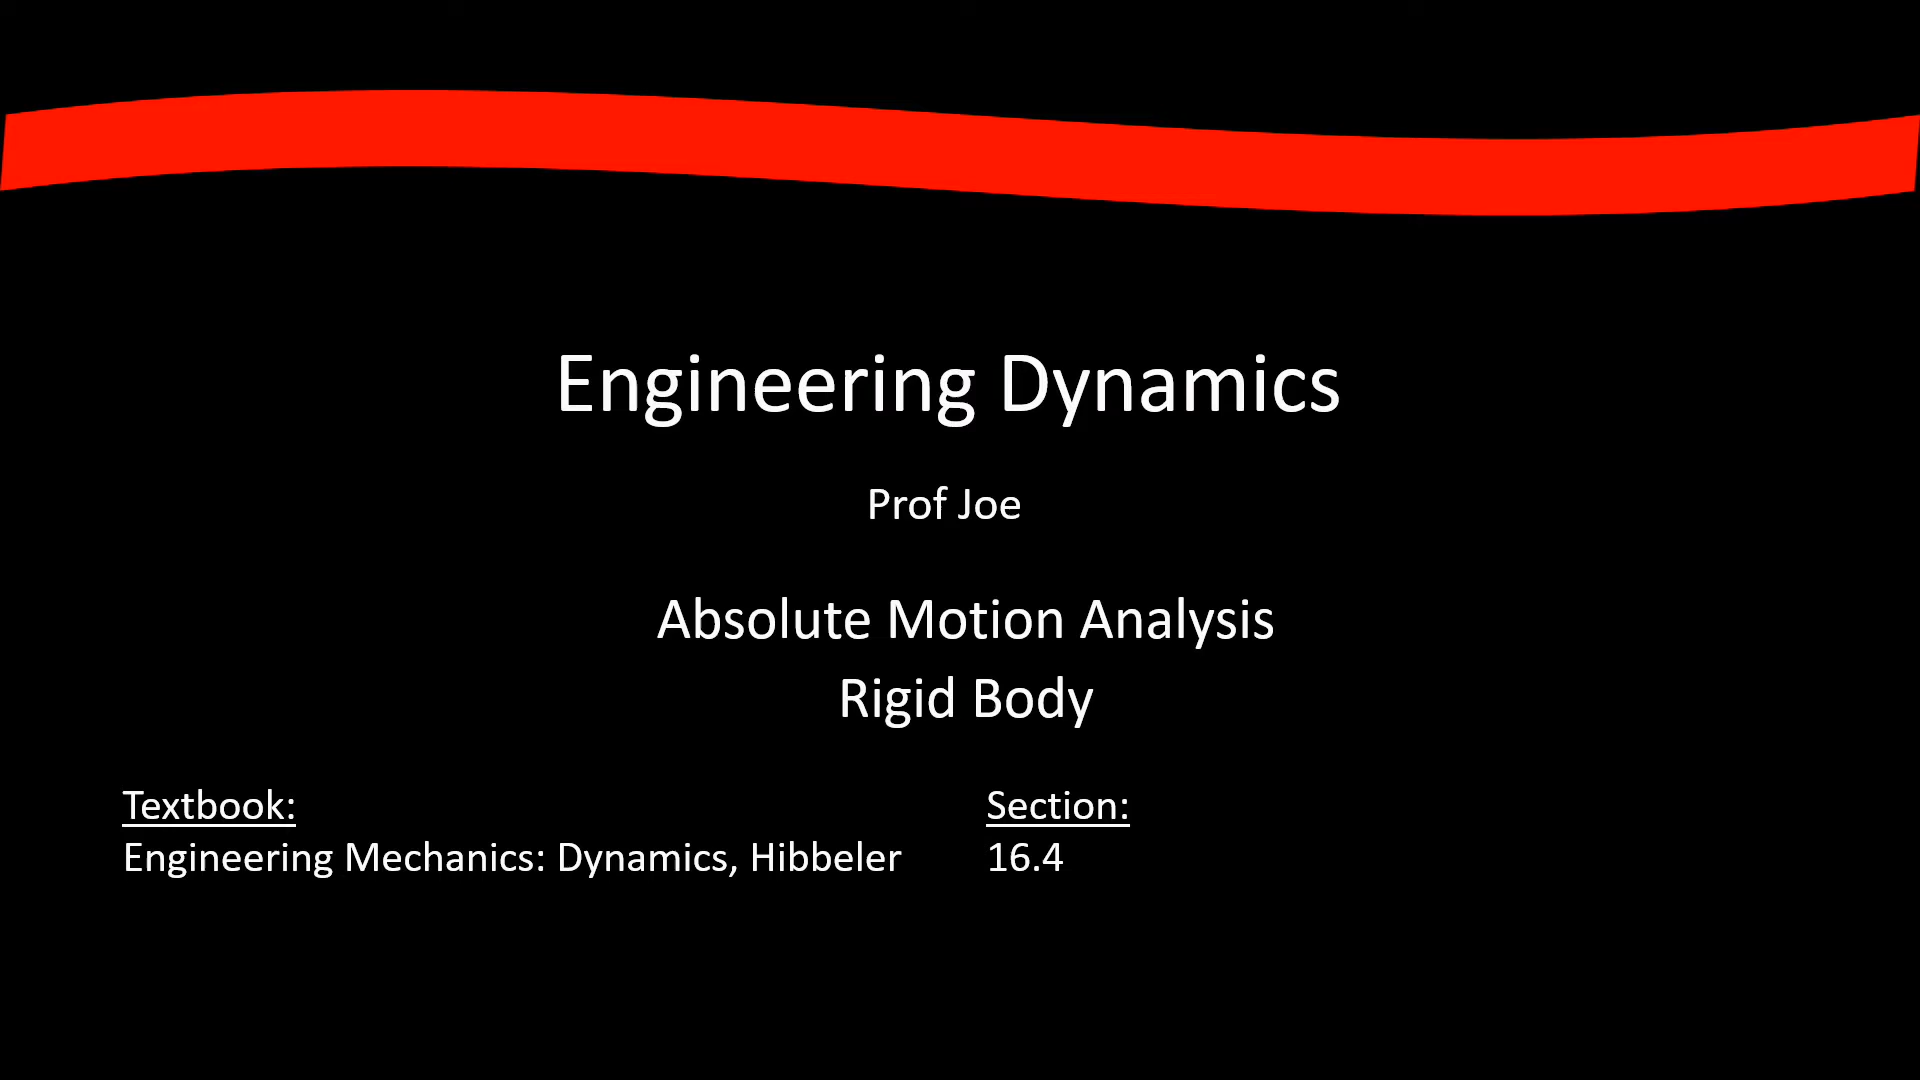 Engineering Dynamics
Prof Joe
Absolute Motion Analysis
Rigid Body
Textbook:
Engineering Mechanics: Dynamics, Hibbeler
Section:
16.4